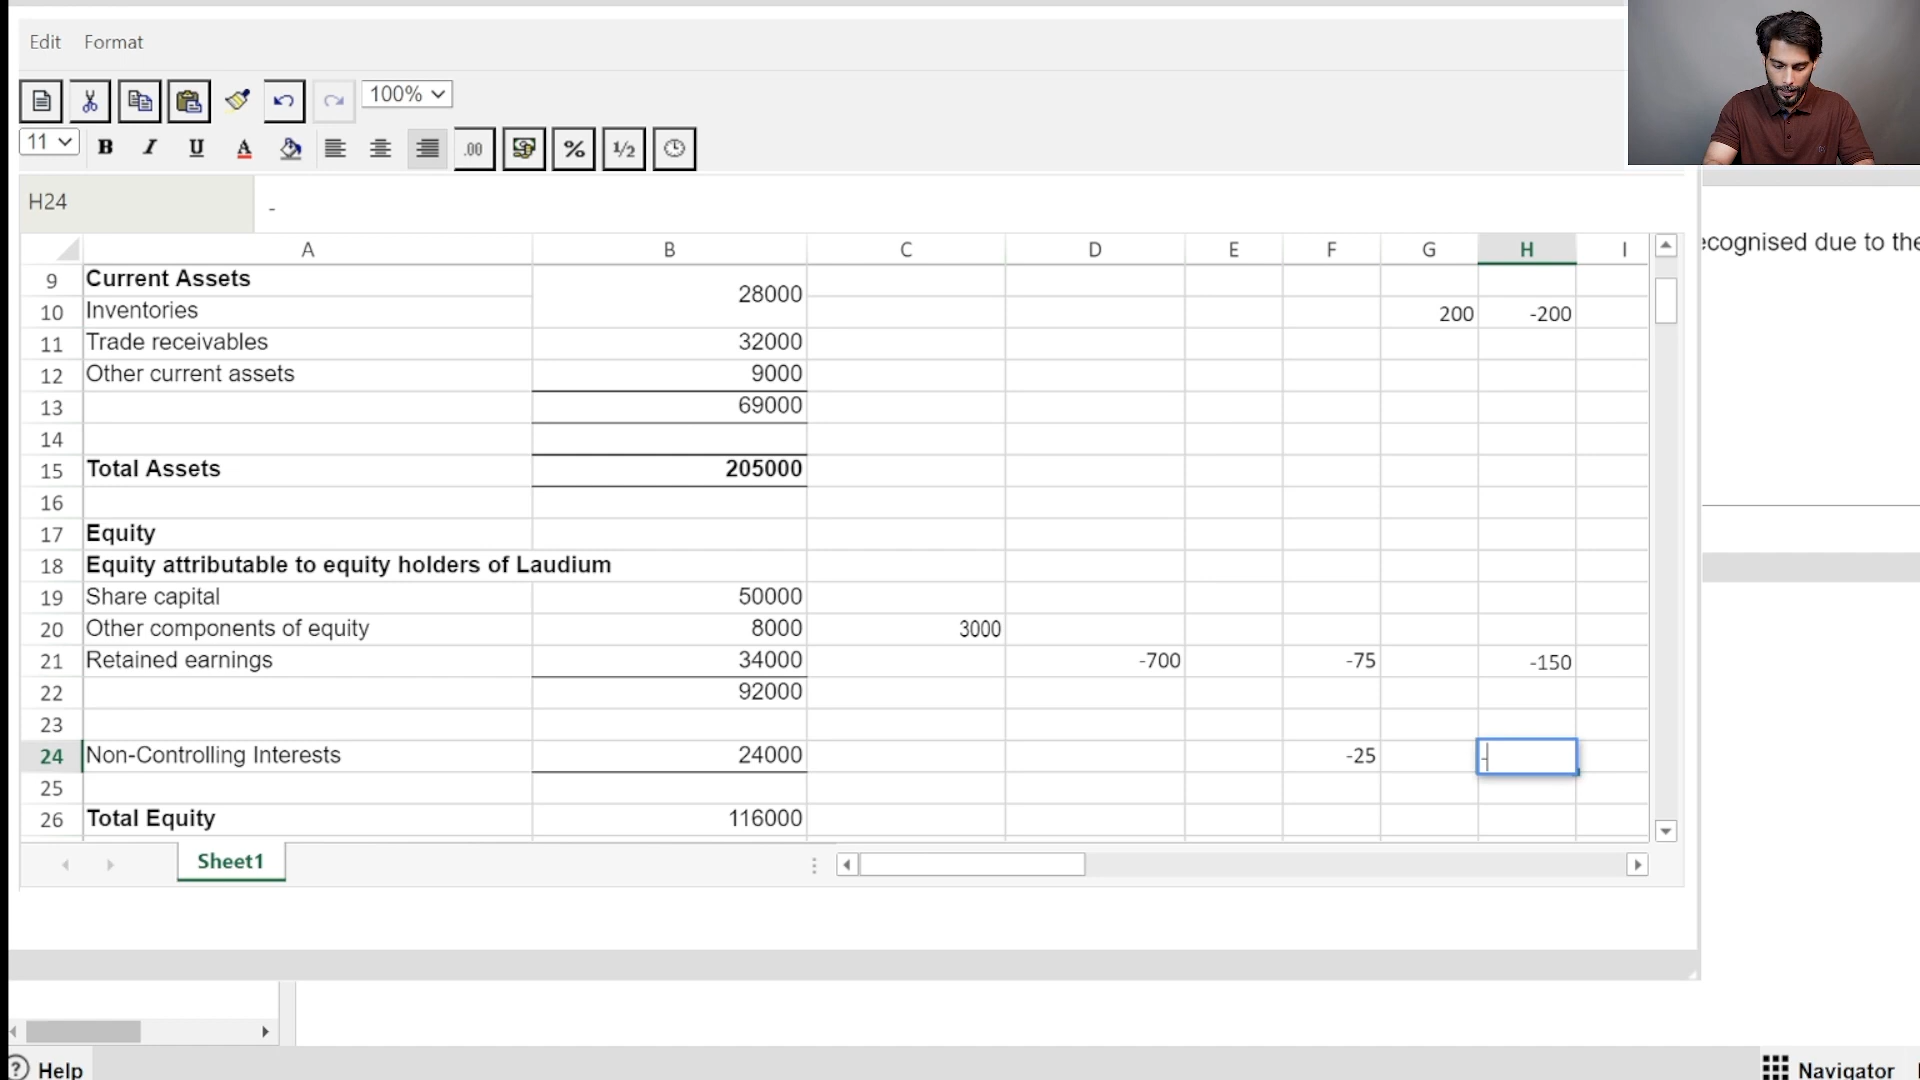 Edit Format
100%
11 B I U A .00 % 1/2
H24 -
A B C D E F G H I
9 Current Assets
28000
10 Inventories 200 -200
11 Trade receivables 32000
12 Other current assets 9000
13 69000
14
15 Total Assets 205000
16
17 Equity
18 Equity attributable to equity holders of Laudium
19 Share capital 50000
20 Other components of equity 8000 3000
21 Retained earnings 34000 -700 -75 -150
22 92000
23
24 Non-Controlling Interests 24000 -25 -
25
26 Total Equity 116000
Sheet1
ecognised due to the
? Help
Navigator